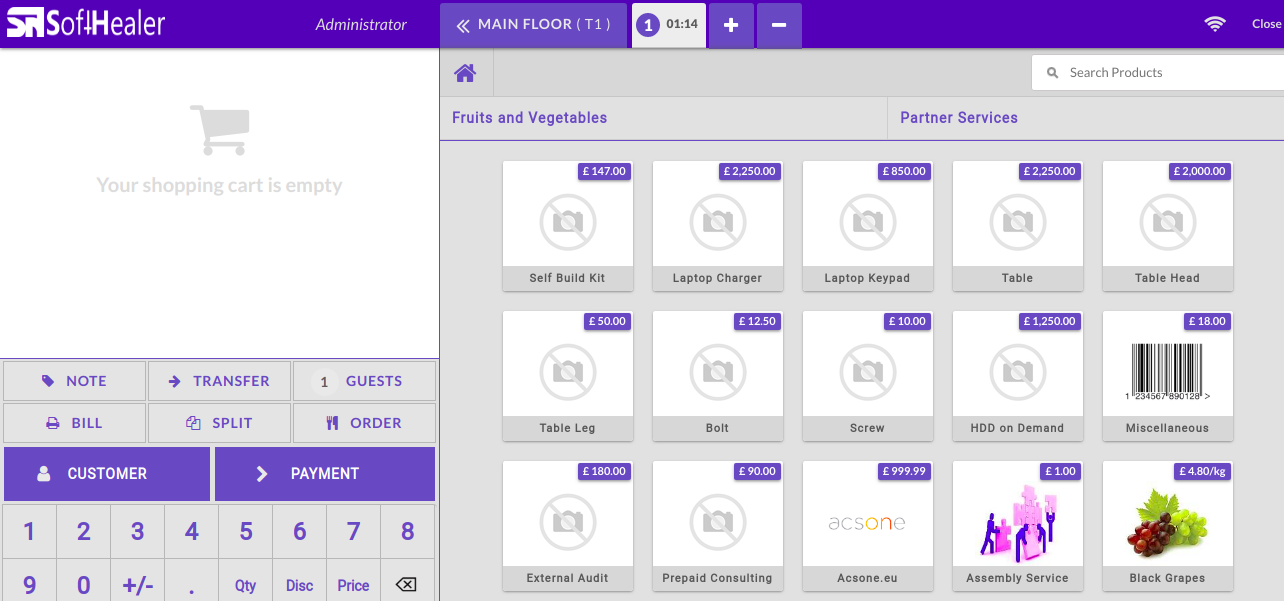 SoftHealer
Administrator
MAIN FLOOR ( T1 )
1 01:14
+
−
Close
Search Products
Your shopping cart is empty
Fruits and Vegetables
Partner Services
£ 147.00
£ 2,250.00
£ 850.00
£ 2,250.00
£ 2,000.00
Self Build Kit
Laptop Charger
Laptop Keypad
Table
Table Head
£ 50.00
£ 12.50
£ 10.00
£ 1,250.00
£ 18.00
1 234567 890128 >
Table Leg
Bolt
Screw
HDD on Demand
Miscellaneous
£ 180.00
£ 90.00
£ 999.99
£ 1.00
£ 4.80/kg
acsone
External Audit
Prepaid Consulting
Acsone.eu
Assembly Service
Black Grapes
NOTE
TRANSFER
1 GUESTS
BILL
SPLIT
ORDER
CUSTOMER
PAYMENT
1 2 3 4 5 6 7 8
9 0 +/- . Qty Disc Price